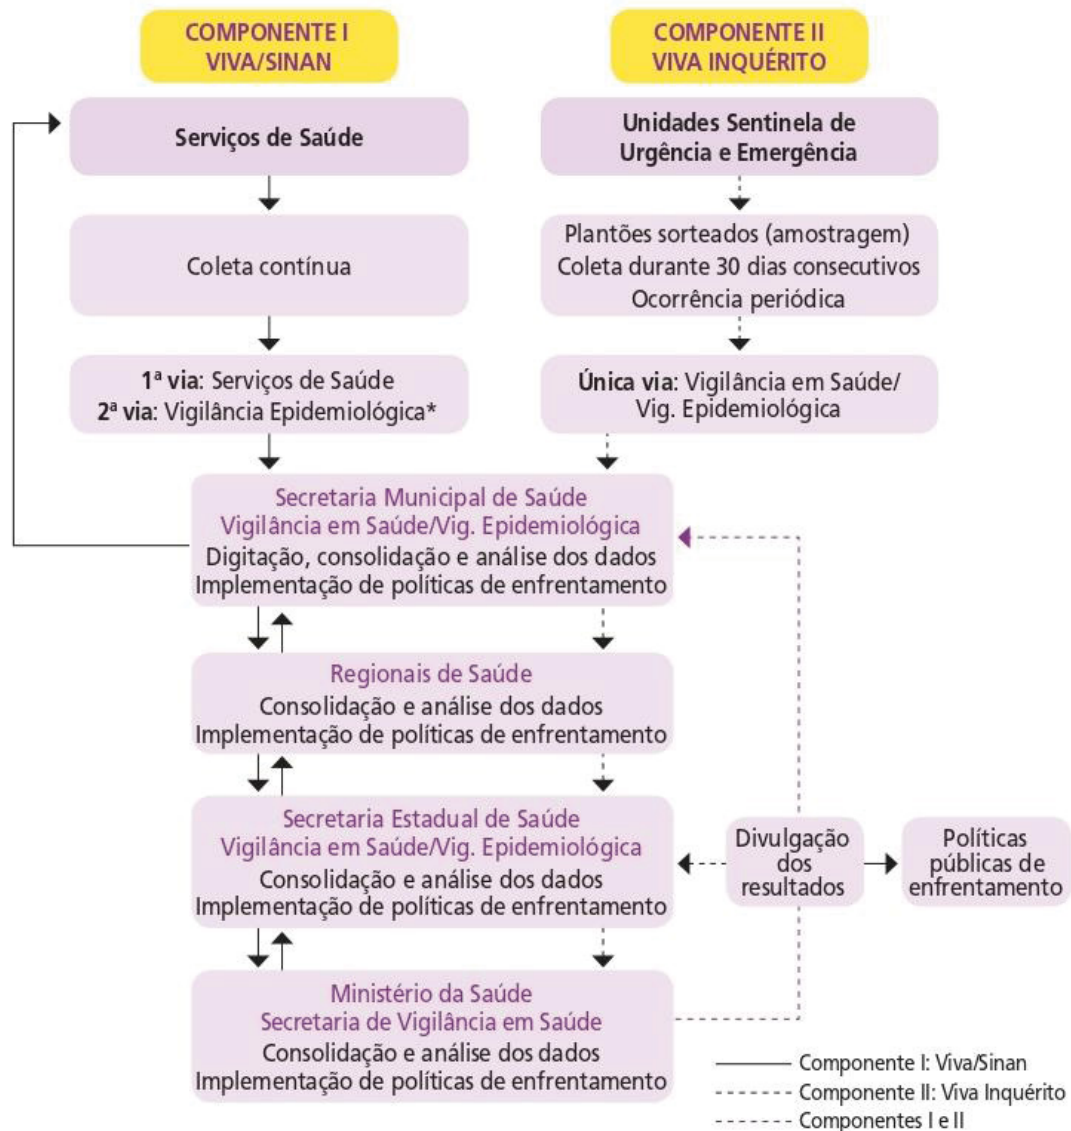 COMPONENTE I
VIVA/SINAN
COMPONENTE II
VIVA INQUÉRITO
Serviços de Saúde
Unidades Sentinela de
Urgência e Emergência
Coleta contínua
Plantões sorteados (amostragem)
Coleta durante 30 dias consecutivos
Ocorrência periódica
1ª via: Serviços de Saúde
2ª via: Vigilância Epidemiológica*
Única via: Vigilância em Saúde/
Vig. Epidemiológica
Secretaria Municipal de Saúde
Vigilância em Saúde/Vig. Epidemiológica
Digitação, consolidação e análise dos dados
Implementação de políticas de enfrentamento
Regionais de Saúde
Consolidação e análise dos dados
Implementação de políticas de enfrentamento
Secretaria Estadual de Saúde
Vigilância em Saúde/Vig. Epidemiológica
Consolidação e análise dos dados
Implementação de políticas de enfrentamento
Divulgação
dos
resultados
Políticas
públicas de
enfrentamento
Ministério da Saúde
Secretaria de Vigilância em Saúde
Consolidação e análise dos dados
Implementação de políticas de enfrentamento
Componente I: Viva/Sinan
Componente II: Viva Inquérito
Componentes I e II